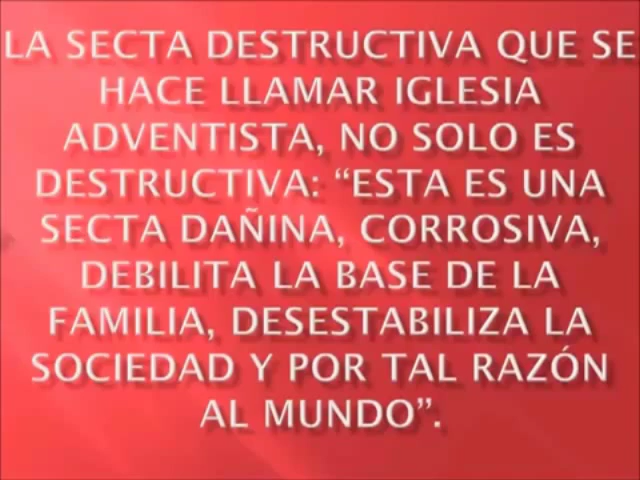 LA SECTA DESTRUCTIVA QUE SE
HACE LLAMAR IGLESIA
ADVENTISTA, NO SOLO ES
DESTRUCTIVA: “ESTA ES UNA
SECTA DAÑINA, CORROSIVA,
DEBILITA LA BASE DE LA
FAMILIA, DESESTABILIZA LA
SOCIEDAD Y POR TAL RAZÓN
AL MUNDO”.